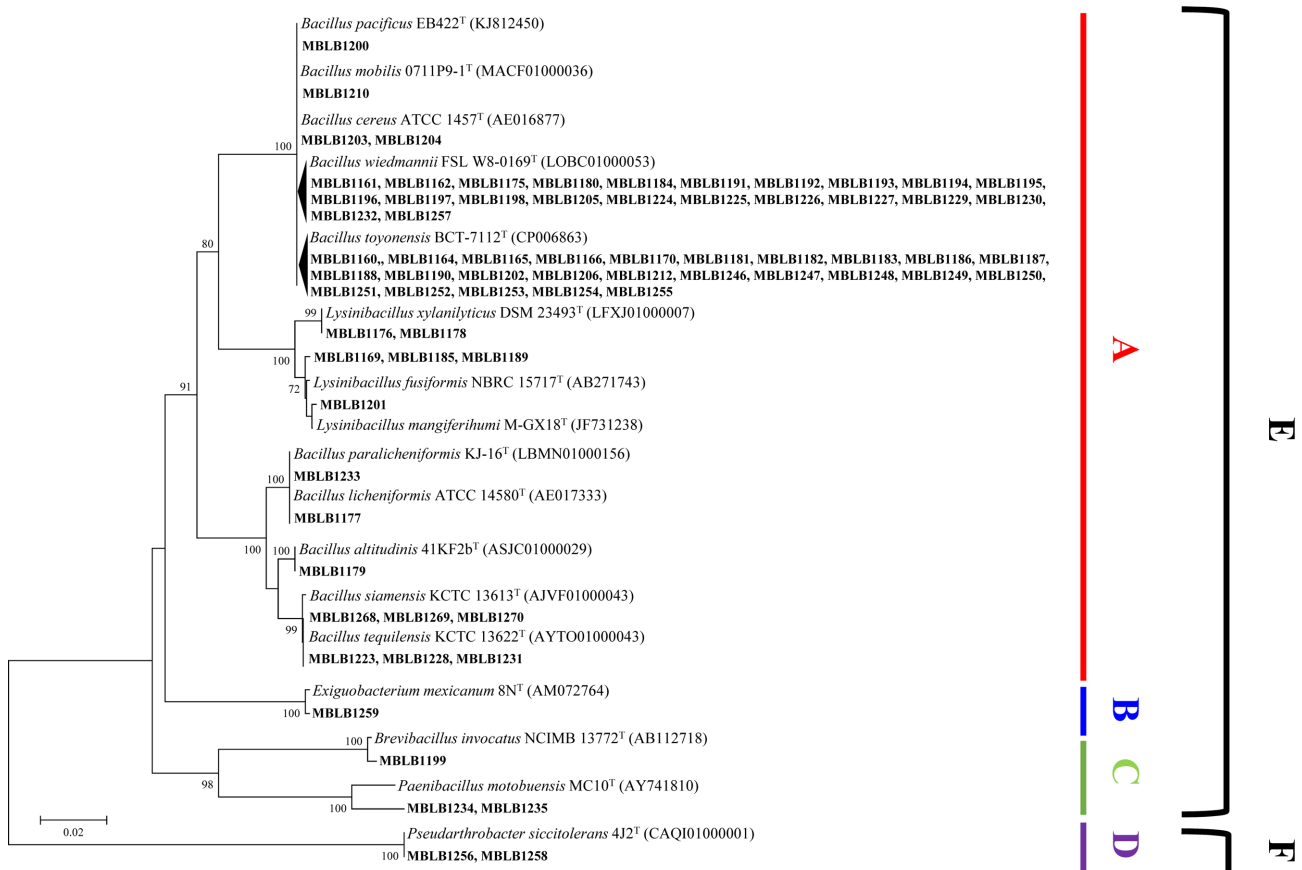 Bacillus pacificus EB422T (KJ812450)
MBLB1200
Bacillus mobilis 0711P9-1T (MACF01000036)
MBLB1210
Bacillus cereus ATCC 1457T (AE016877)
100
MBLB1203, MBLB1204
Bacillus wiedmannii FSL W8-0169T (LOBC01000053)
MBLB1161, MBLB1162, MBLB1175, MBLB1180, MBLB1184, MBLB1191, MBLB1192, MBLB1193, MBLB1194, MBLB1195,
MBLB1196, MBLB1197, MBLB1198, MBLB1205, MBLB1224, MBLB1225, MBLB1226, MBLB1227, MBLB1229, MBLB1230,
MBLB1232, MBLB1257
Bacillus toyonensis BCT-7112T (CP006863)
80
MBLB1160,, MBLB1164, MBLB1165, MBLB1166, MBLB1170, MBLB1181, MBLB1182, MBLB1183, MBLB1186, MBLB1187,
MBLB1188, MBLB1190, MBLB1202, MBLB1206, MBLB1212, MBLB1246, MBLB1247, MBLB1248, MBLB1249, MBLB1250,
MBLB1251, MBLB1252, MBLB1253, MBLB1254, MBLB1255
99
Lysinibacillus xylanilyticus DSM 23493T (LFXJ01000007)
MBLB1176, MBLB1178
100
MBLB1169, MBLB1185, MBLB1189
A
91
72
Lysinibacillus fusiformis NBRC 15717T (AB271743)
MBLB1201
Lysinibacillus mangiferihumi M-GX18T (JF731238)
E
Bacillus paralicheniformis KJ-16T (LBMN01000156)
100
MBLB1233
Bacillus licheniformis ATCC 14580T (AE017333)
MBLB1177
100
100
Bacillus altitudinis 41KF2bT (ASJC01000029)
MBLB1179
Bacillus siamensis KCTC 13613T (AJVF01000043)
MBLB1268, MBLB1269, MBLB1270
99
Bacillus tequilensis KCTC 13622T (AYTO01000043)
MBLB1223, MBLB1228, MBLB1231
Exiguobacterium mexicanum 8NT (AM072764)
100
MBLB1259
B
Brevibacillus invocatus NCIMB 13772T (AB112718)
100
MBLB1199
C
98
Paenibacillus motobuensis MC10T (AY741810)
100
MBLB1234, MBLB1235
0.02
Pseudarthrobacter siccitolerans 4J2T (CAQI01000001)
100
MBLB1256, MBLB1258
D
F